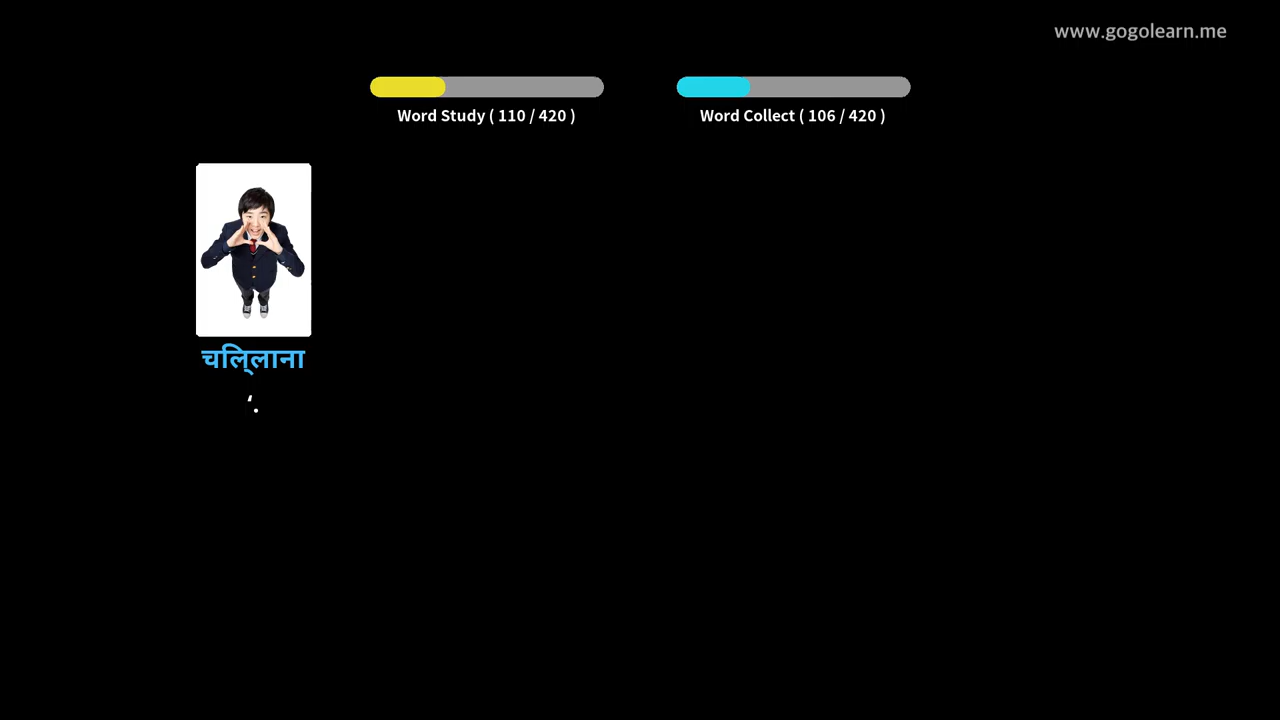 www.gogolearn.me
Word Study ( 110 / 420 )
Word Collect ( 106 / 420 )
चलि्लाना
‘.